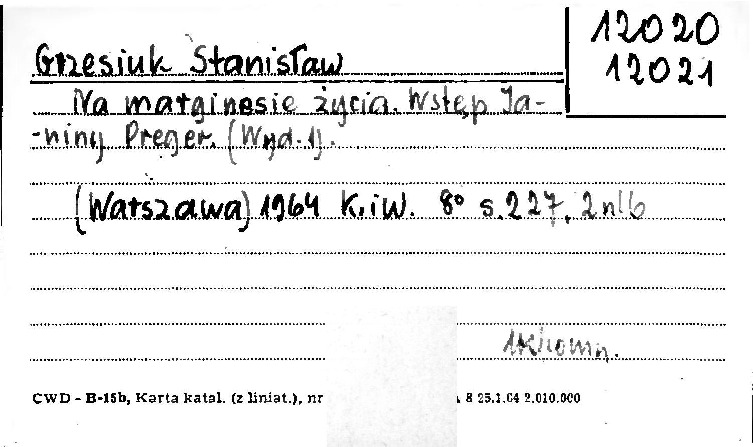 12020
12021
Grzesiuk Stanisław
Na marginesie życia. Wstęp Ja-
-niny Preger. (Wyd. 1).
(Warszawa) 1964 K. i W. 8° s. 227, 2 nlb
CWD - B-15b, Karta katal. (z liniat.), nr
8 25.1.64 2.010.000